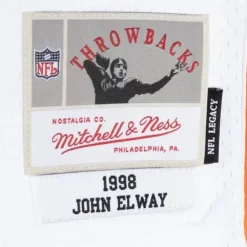 THROWBACKS
NFL
NOSTALGIA CO.
Mitchell & Ness
PHILADELPHIA, PA.
NFL LEGACY
1998
JOHN ELWAY